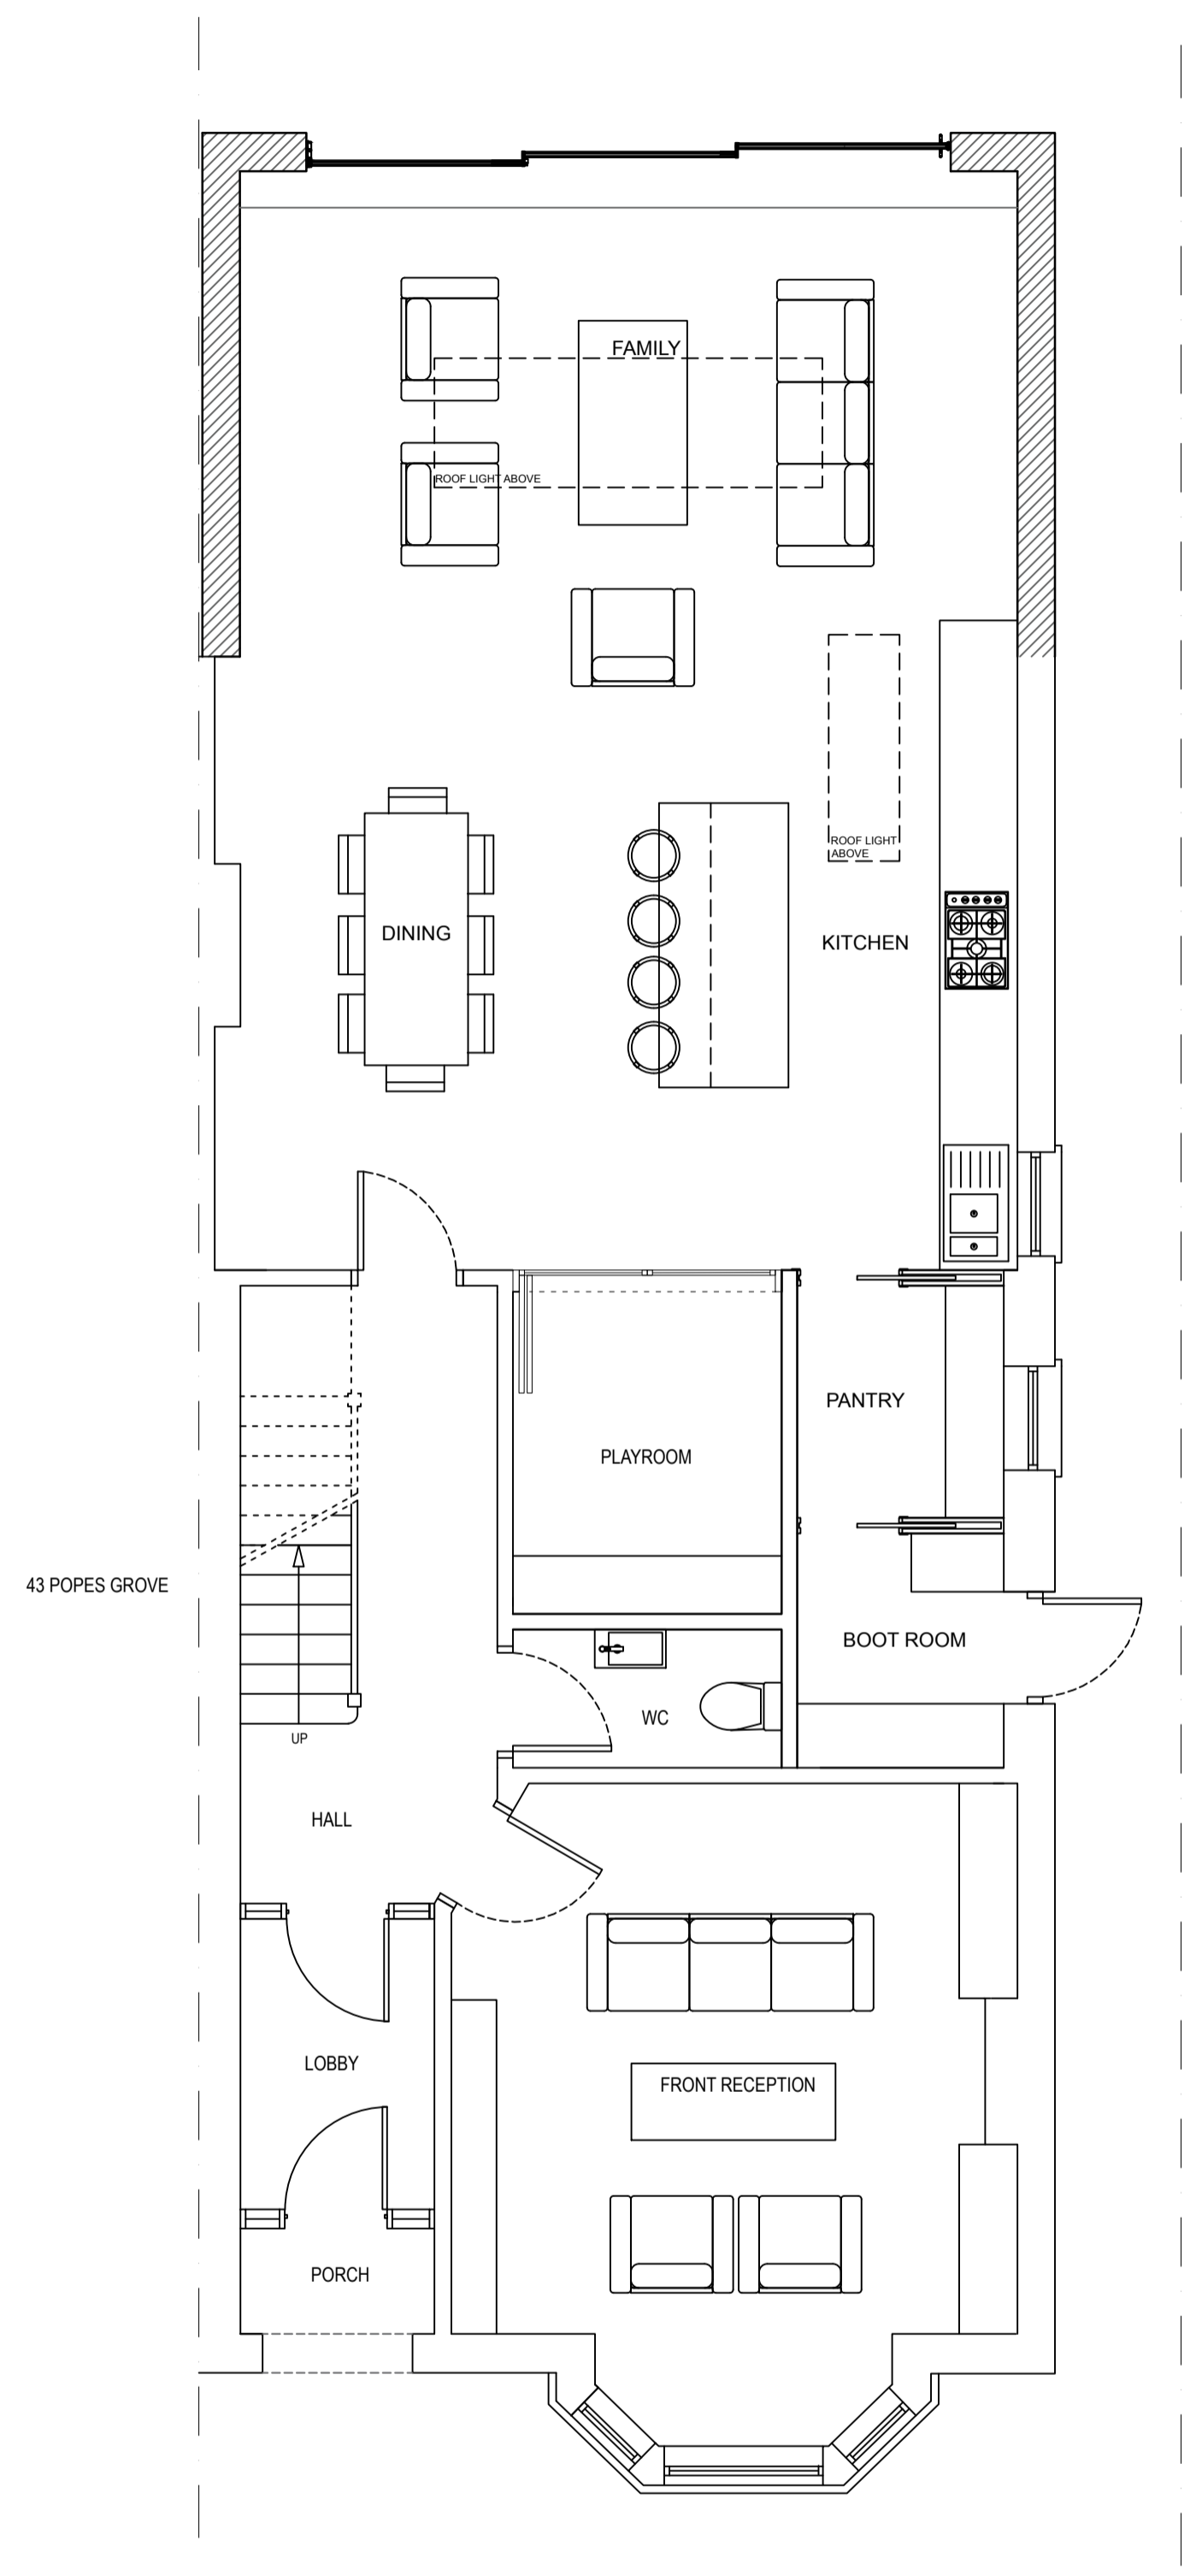 FAMILY
ROOF LIGHT ABOVE
ROOF LIGHT
ABOVE
DINING
KITCHEN
PANTRY
PLAYROOM
43 POPES GROVE
BOOT ROOM
WC
UP
HALL
LOBBY
FRONT RECEPTION
PORCH